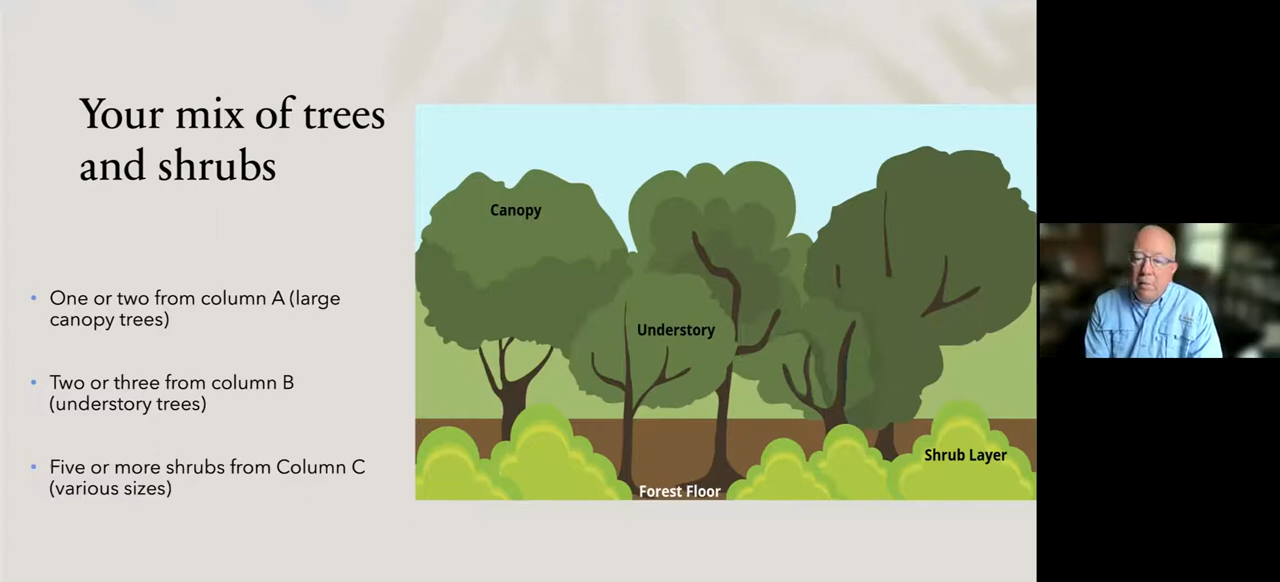 Your mix of trees
and shrubs
• One or two from column A (large
canopy trees)
• Two or three from column B
(understory trees)
• Five or more shrubs from Column C
(various sizes)
Canopy
Understory
Shrub Layer
Forest Floor